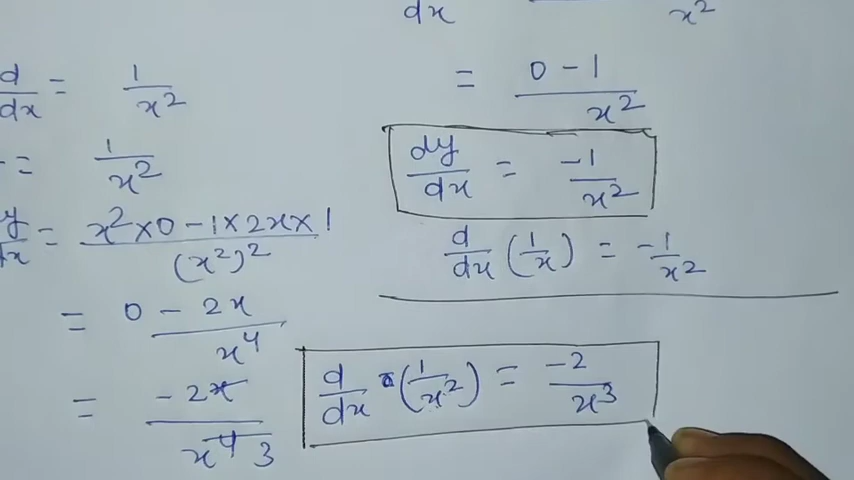 d/dx = 1/x²
= 1/x²
y/dx = x²×0 - 1×2x×1 / (x²)²
= 0 - 2x / x⁴
= -2x / x⁴ 3
dx x²
= 0 - 1 / x²
dy/dx = -1/x²
d/dx (1/x) = -1/x²
d/dx (1/x²) = -2/x³